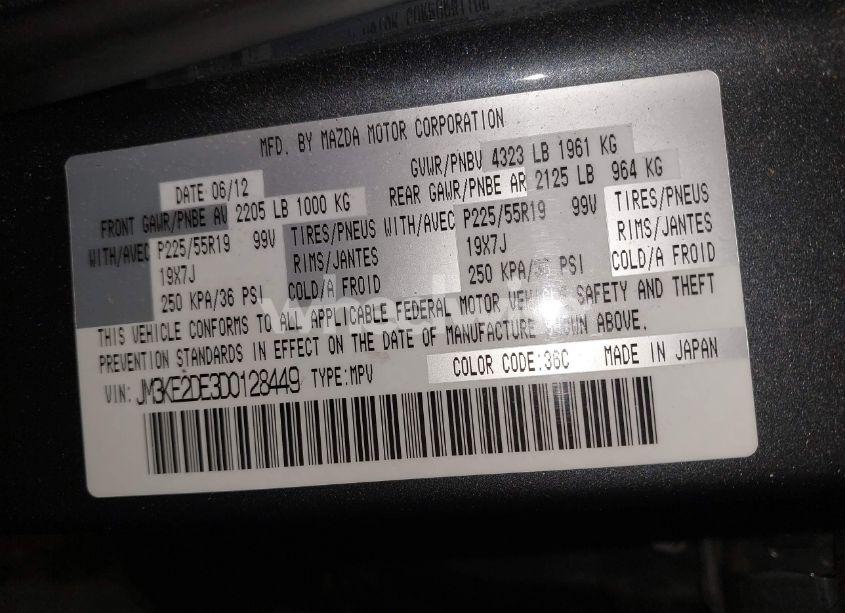 MFD. BY MAZDA MOTOR CORPORATION
DATE 06/12 GVWR/PNBV 4323 LB 1961 KG
FRONT GAWR/PNBE AV 2205 LB 1000 KG REAR GAWR/PNBE AR 2125 LB 964 KG
WITH/AVEC P225/55R19 99V TIRES/PNEUS WITH/AVEC P225/55R19 99V TIRES/PNEUS
19X7J RIMS/JANTES 19X7J RIMS/JANTES
250 KPA/36 PSI COLD/A FROID 250 KPA/36 PSI COLD/A FROID
THIS VEHICLE CONFORMS TO ALL APPLICABLE FEDERAL MOTOR VEHICLE SAFETY AND THEFT
PREVENTION STANDARDS IN EFFECT ON THE DATE OF MANUFACTURE SHOWN ABOVE.
VIN: JM3KE2DE3D0128449 TYPE:MPV COLOR CODE:36C MADE IN JAPAN